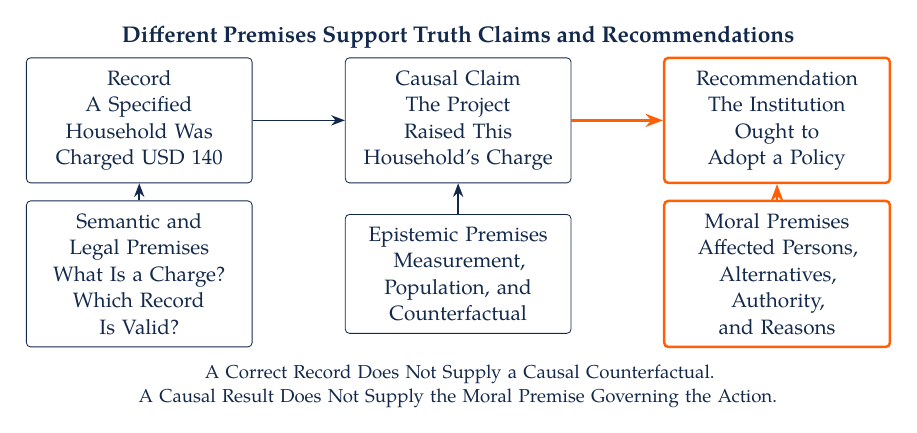 Different Premises Support Truth Claims and Recommendations
Record
A Specified
Household Was
Charged USD 140
Causal Claim
The Project
Raised This
Household's Charge
Recommendation
The Institution
Ought to
Adopt a Policy
Semantic and
Legal Premises
What Is a Charge?
Which Record
Is Valid?
Epistemic Premises
Measurement,
Population, and
Counterfactual
Moral Premises
Affected Persons,
Alternatives,
Authority,
and Reasons
A Correct Record Does Not Supply a Causal Counterfactual.
A Causal Result Does Not Supply the Moral Premise Governing the Action.